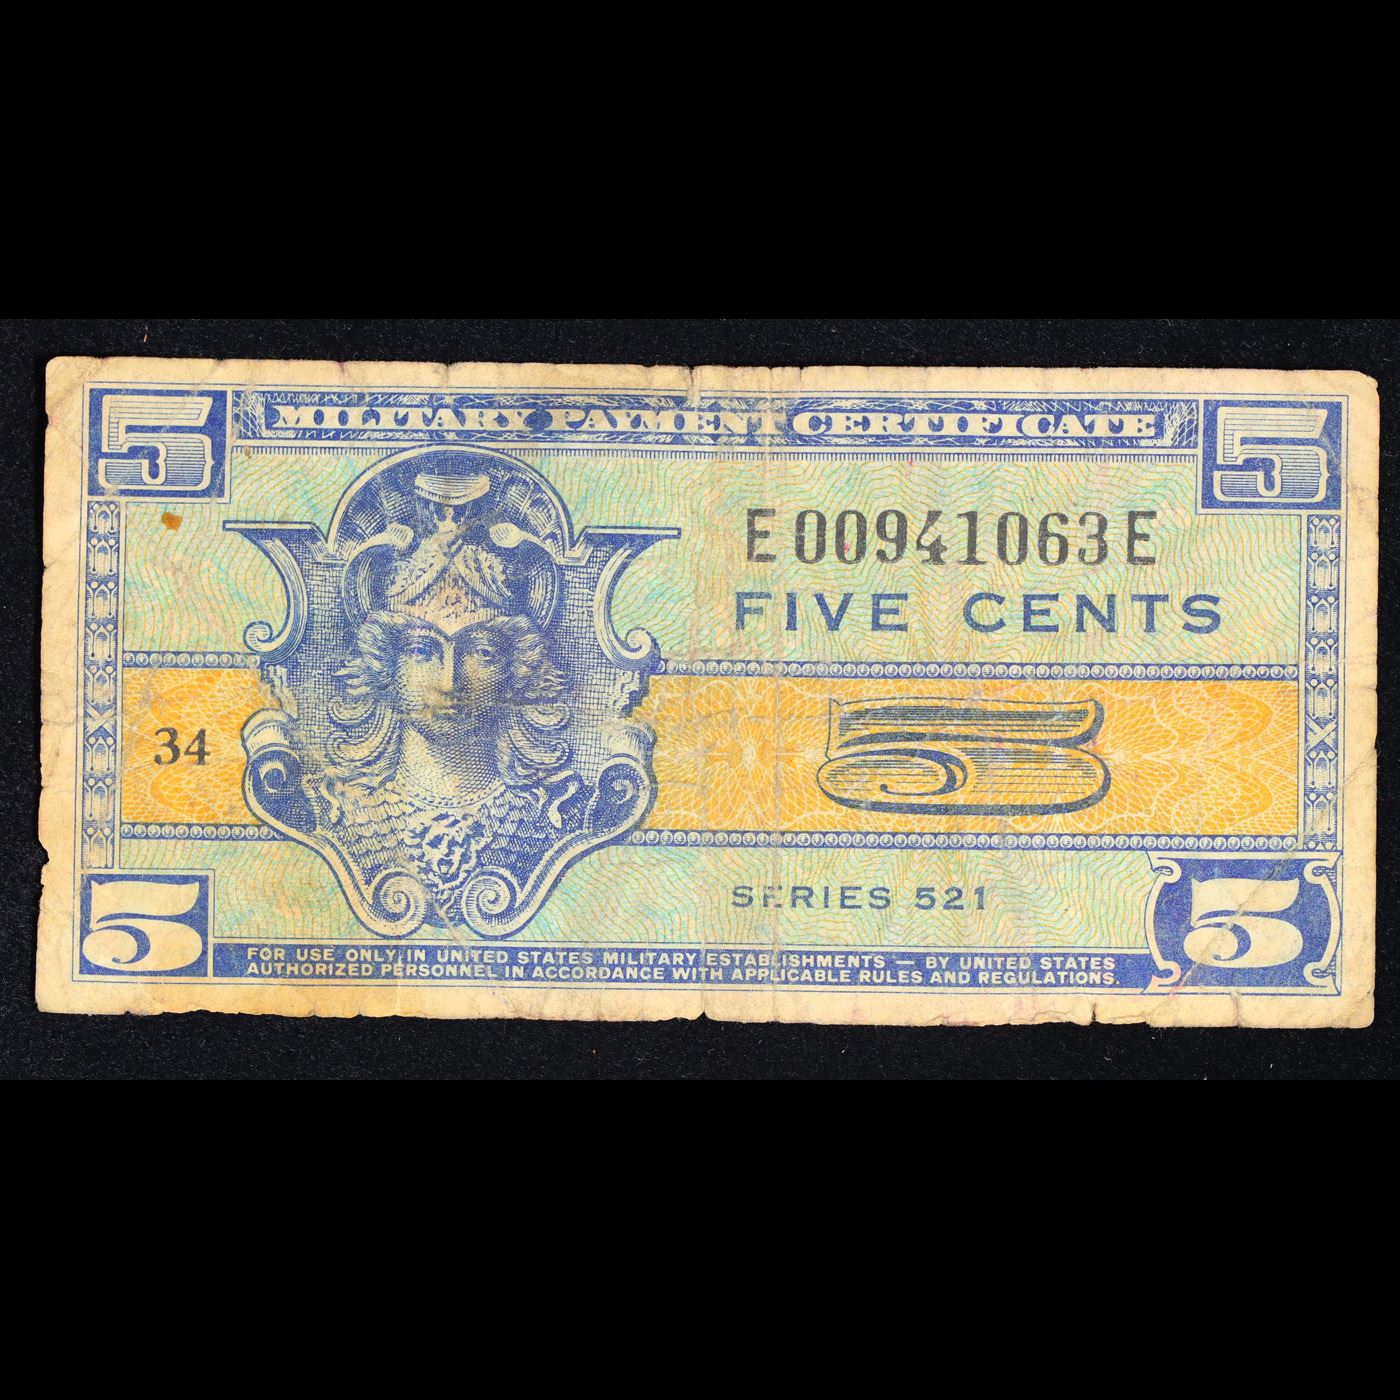 5 MILITARY PAYMENT CERTIFICATE 5
E00941063E
FIVE CENTS
34 5
SERIES 521
5 FOR USE ONLY IN UNITED STATES MILITARY ESTABLISHMENTS — BY UNITED STATES 5
AUTHORIZED PERSONNEL IN ACCORDANCE WITH APPLICABLE RULES AND REGULATIONS.